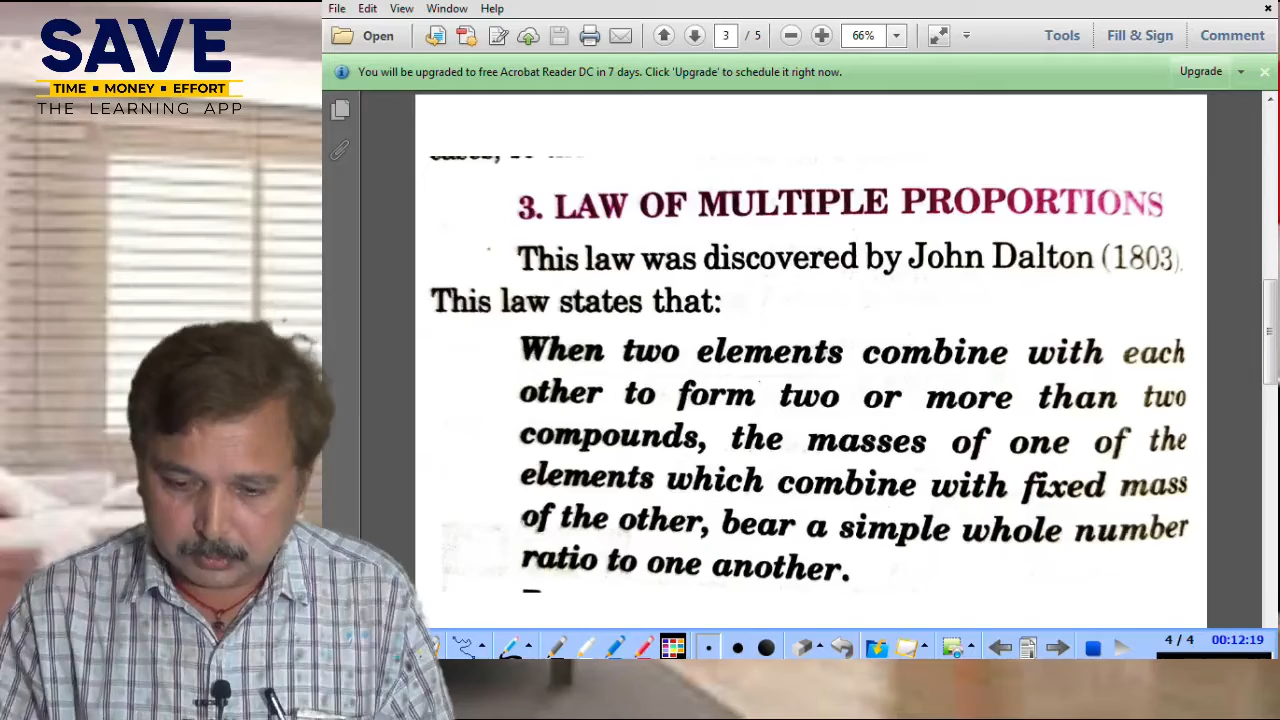 SAVE
TIME ▪ MONEY ▪ EFFORT
THE LEARNING APP
File Edit View Window Help
Open 3 / 5 66% Tools Fill & Sign Comment
You will be upgraded to free Acrobat Reader DC in 7 days. Click 'Upgrade' to schedule it right now. Upgrade
3. LAW OF MULTIPLE PROPORTIONS
This law was discovered by John Dalton (1803).
This law states that:
When two elements combine with each
other to form two or more than two
compounds, the masses of one of the
elements which combine with fixed mass
of the other, bear a simple whole number
ratio to one another.
4 / 4 00:12:19